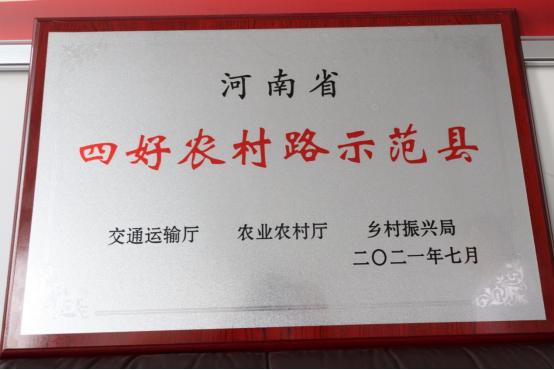 河南省
四好农村路示范县
交通运输厅 农业农村厅 乡村振兴局
二〇二一年七月